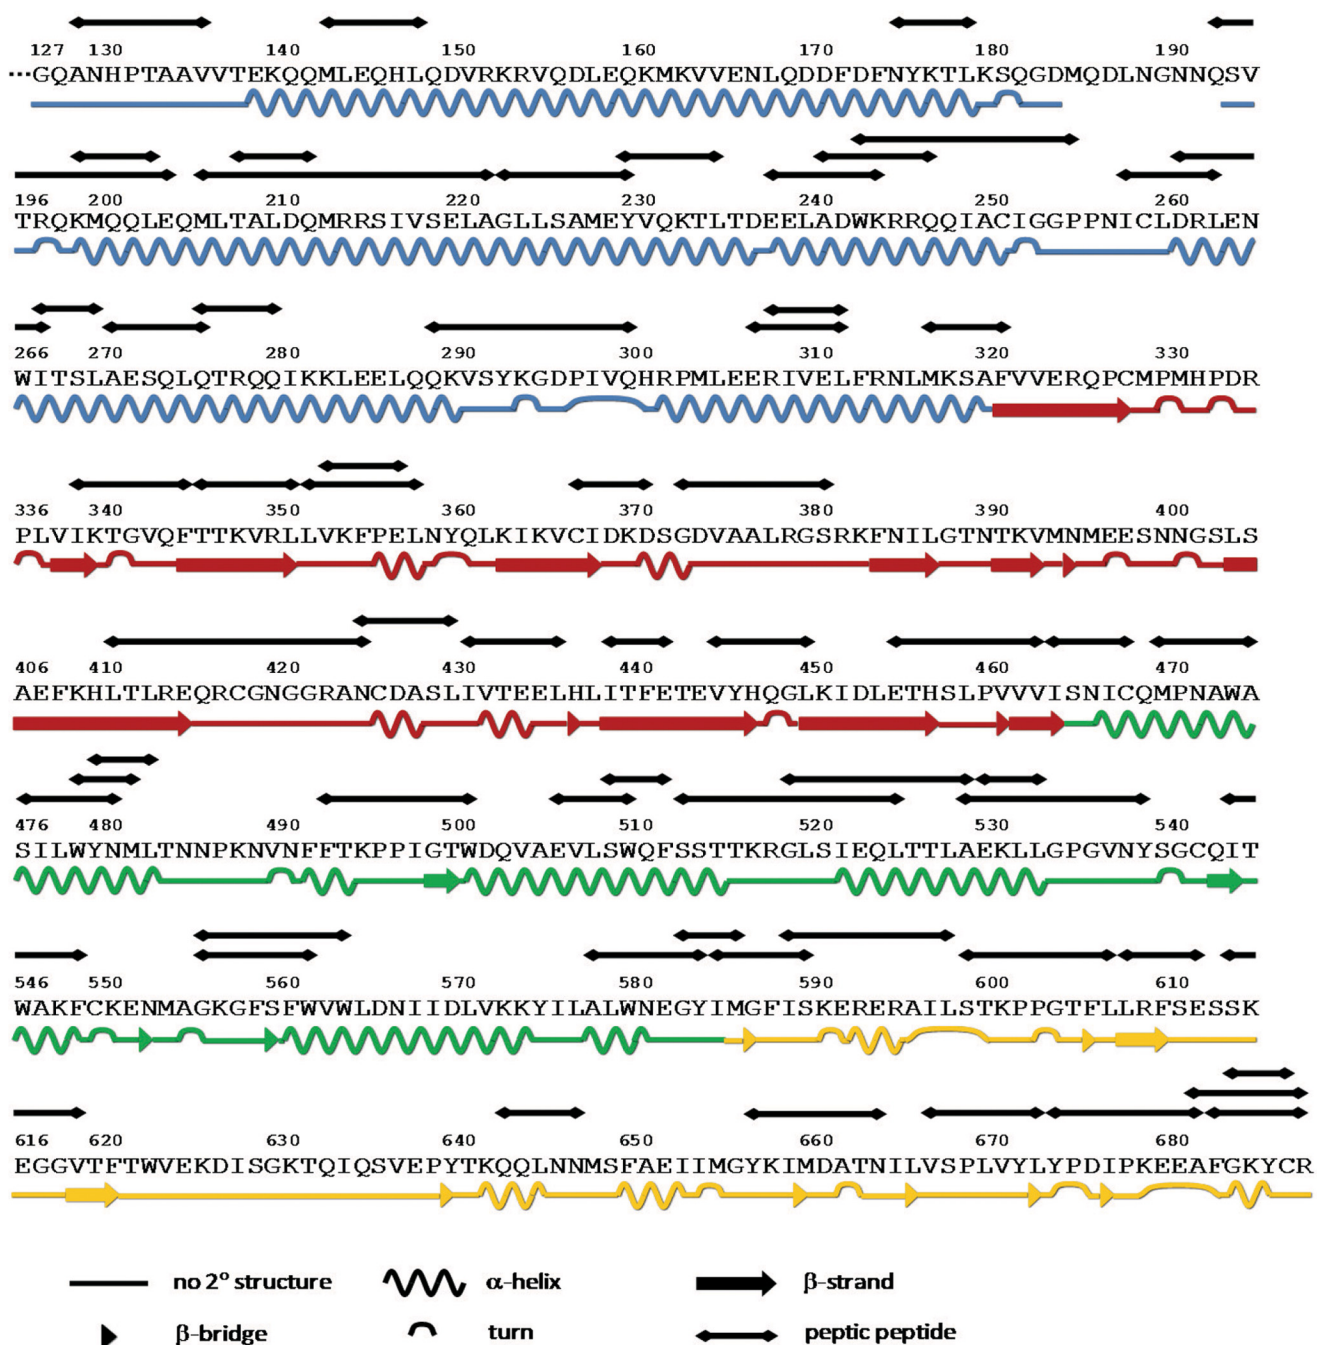 127 130 140 150 160 170 180 190
···GQANHPTAAVVTEKQQMLEQHLQDVRKRVQDLEQKMKVVENLQDDFDFNYKTLKSQGDMQDLNGNNQSV
196 200 210 220 230 240 250 260
TRQKMQQLEQMLTALDQMRRSIVSELAGLLSAMEYVQKTLTDEELADWKRRQQIACIGGPPNICLDRLEN
266 270 280 290 300 310 320 330
WITSLAESQLQTRQQIKKLEELQQKVSYKGDPIVQHRPMLEERIVELFRNLMKSAFVVERQPCMPMHPDR
336 340 350 360 370 380 390 400
PLVIKTGVQFTTKVRLLVKFPELNYQLKIKVCIDKDSGDVAALRGSRKFNILGTNTKVMNMEESNNGSLS
406 410 420 430 440 450 460 470
AEFKHLTLREQRCGNGGRANCDASLIVTEELHLITFETEVYHQGLKIDLETHSLPVVVISNICQMPNAWA
476 480 490 500 510 520 530 540
SILWYNMLTNNPKNVNFFTKPPIGTWDQVAEVLSWQFSSTTKRGLSIEQLTTLAEKLLGPGVNYSGCQIT
546 550 560 570 580 590 600 610
WAKFCKENMAGKGFSFWVWLDNIIDLVKKYILALWNEGYIMGFISKERERAILSTKPPGTFLLRFSESSK
616 620 630 640 650 660 670 680
EGGVTFTWVEKDISGKTQIQSVEPYTKQQLNNMSFAEIIMGYKIMDATNILVSPLVYLYPDIPKEEAFGKYCR
no 2° structure α-helix β-strand
β-bridge turn peptic peptide